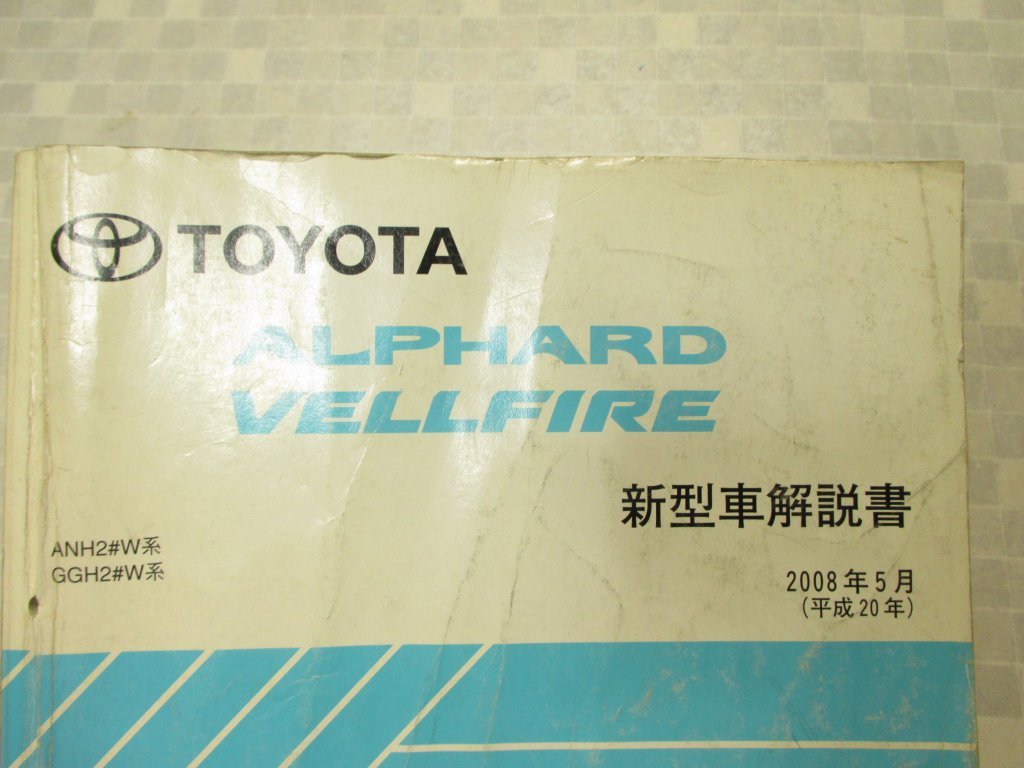 TOYOTA
ALPHARD
VELLFIRE
新型車解説書
ANH2#W系
GGH2#W系
2008年5月
(平成20年)